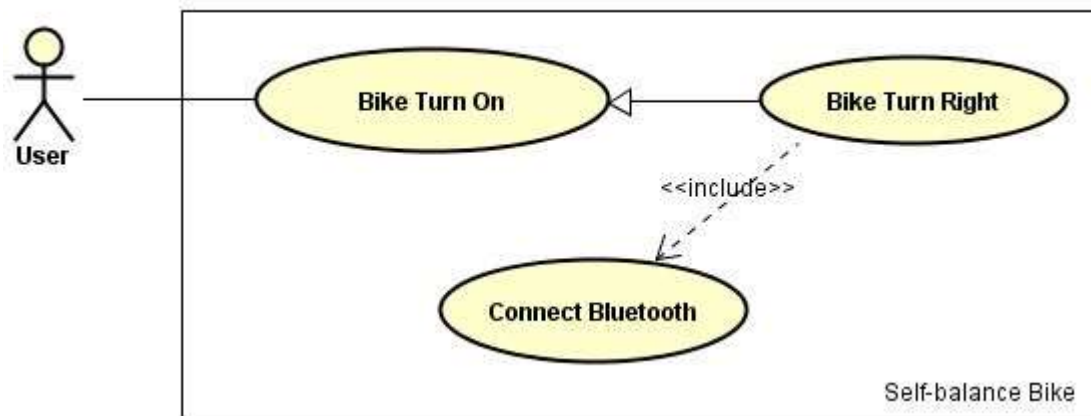 Bike Turn On
Bike Turn Right
User
<<include>>
Connect Bluetooth
Self-balance Bike